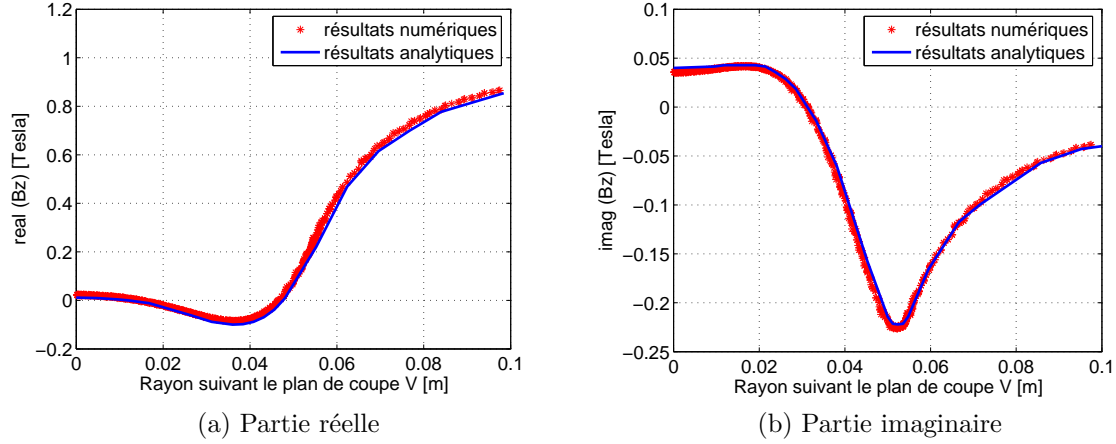 1.2
1
0.8
0.6
0.4
0.2
0
−0.2
real (Bz) [Tesla]
résultats numériques
résultats analytiques
0 0.02 0.04 0.06 0.08 0.1
Rayon suivant le plan de coupe V [m]
(a) Partie réelle
0.1
0.05
0
−0.05
−0.1
−0.15
−0.2
−0.25
imag (Bz) [Tesla]
résultats numériques
résultats analytiques
0 0.02 0.04 0.06 0.08 0.1
Rayon suivant le plan de coupe V [m]
(b) Partie imaginaire